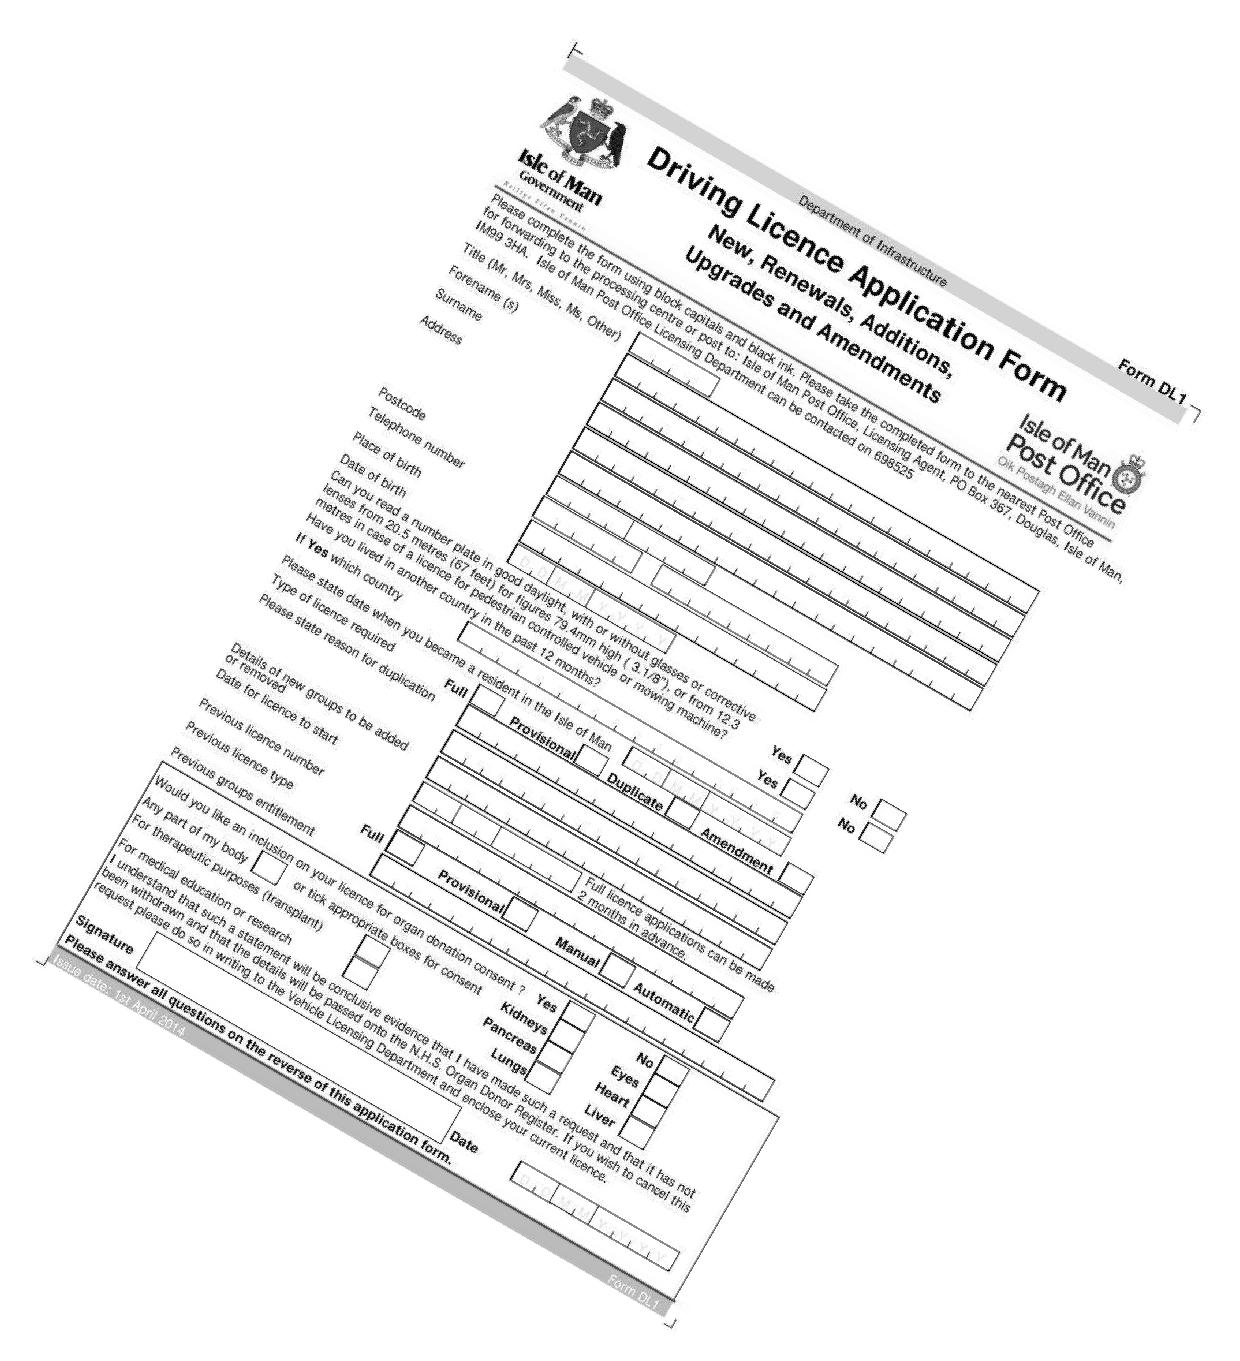 Department of Infrastructure
Form DL1
Isle of Man
Government
Reiltys Ellan Vannin
Driving Licence Application Form
New, Renewals, Additions,
Upgrades and Amendments
Isle of Man
Post Office
Oik Postagh Ellan Vannin
Please complete the form using block capitals and black ink. Please take the completed form to the nearest Post Office
for forwarding to the processing centre or post to: Isle of Man Post Office, Licensing Agent, PO Box 367, Douglas, Isle of Man,
IM99 3HA. Isle of Man Post Office Licensing Department can be contacted on 698525
Title (Mr, Mrs, Miss, Ms, Other)
Forename (s)
Surname
Address
Postcode
Telephone number
Place of birth
Date of birth
D D M M Y Y Y Y
Can you read a number plate in good daylight, with or without glasses or corrective
lenses from 20.5 metres (67 feet) for figures 79.4mm high ( 3.1/8"), or from 12.3
metres in case of a licence for pedestrian controlled vehicle or mowing machine?
Yes
No
Have you lived in another country in the past 12 months?
Yes
No
If Yes which country
Please state date when you became a resident in the Isle of Man
D D M M Y Y Y Y
Type of licence required
Full
Provisional
Duplicate
Amendment
Please state reason for duplication
Details of new groups to be added
or removed
Date for licence to start
Full licence applications can be made
2 months in advance.
Previous licence number
Previous licence type
Full
Provisional
Manual
Automatic
Previous groups entitlement
Would you like an inclusion on your licence for organ donation consent ?
Yes
No
Any part of my body
or tick appropriate boxes for consent
Kidneys
Eyes
For therapeutic purposes (transplant)
Pancreas
Heart
For medical education or research
Lungs
Liver
I understand that such a statement will be conclusive evidence that I have made such a request and that it has not
been withdrawn and that the details will be passed onto the N.H.S. Organ Donor Register. If you wish to cancel this
request please do so in writing to the Vehicle Licensing Department and enclose your current licence.
Signature
Date
D D M M Y Y Y Y
Please answer all questions on the reverse of this application form.
Issue date: 1st April 2014
Form DL1